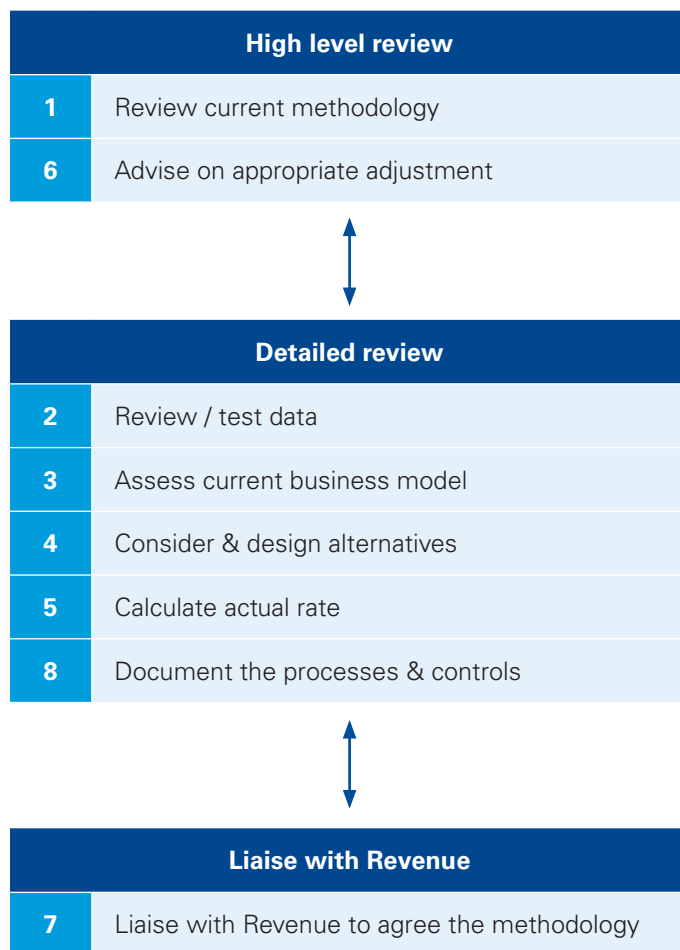 High level review
1 Review current methodology
6 Advise on appropriate adjustment
Detailed review
2 Review / test data
3 Assess current business model
4 Consider & design alternatives
5 Calculate actual rate
8 Document the processes & controls
Liaise with Revenue
7 Liaise with Revenue to agree the methodology